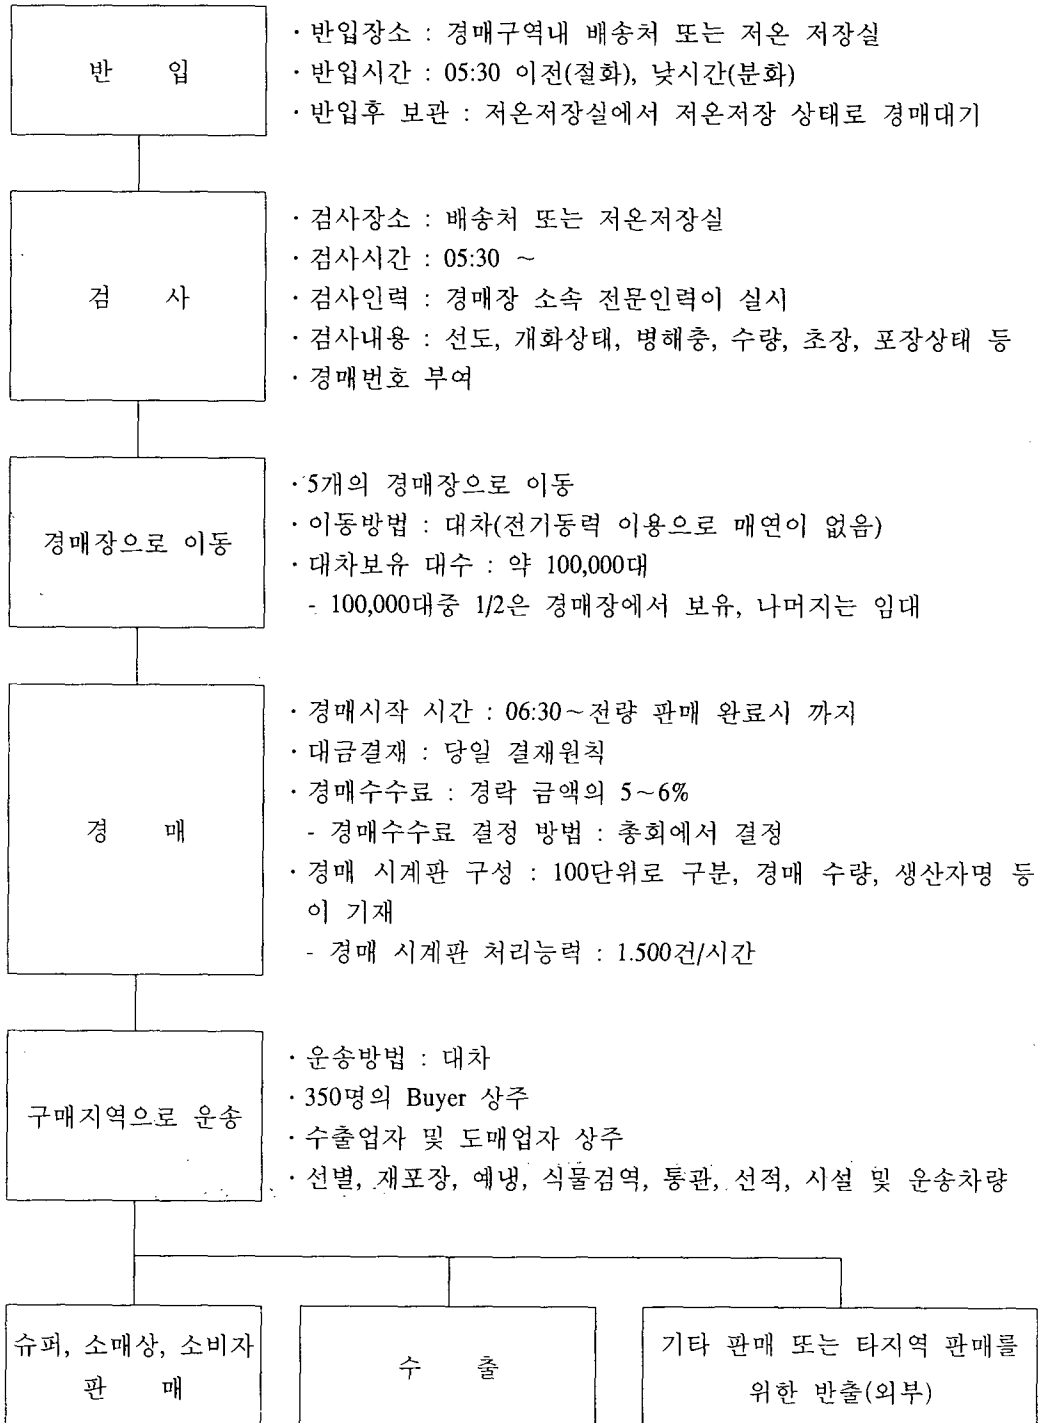 반 입
· 반입장소 : 경매구역내 배송처 또는 저온 저장실
· 반입시간 : 05:30 이전(절화), 낮시간(분화)
· 반입후 보관 : 저온저장실에서 저온저장 상태로 경매대기
검 사
· 검사장소 : 배송처 또는 저온저장실
· 검사시간 : 05:30 ~
· 검사인력 : 경매장 소속 전문인력이 실시
· 검사내용 : 선도, 개화상태, 병해충, 수량, 초장, 포장상태 등
· 경매번호 부여
경매장으로 이동
· 5개의 경매장으로 이동
· 이동방법 : 대차(전기동력 이용으로 매연이 없음)
· 대차보유 대수 : 약 100,000대
- 100,000대중 1/2은 경매장에서 보유, 나머지는 임대
경 매
· 경매시작 시간 : 06:30~전량 판매 완료시 까지
· 대금결재 : 당일 결재원칙
· 경매수수료 : 경락 금액의 5~6%
- 경매수수료 결정 방법 : 총회에서 결정
· 경매 시계판 구성 : 100단위로 구분, 경매 수량, 생산자명 등
이 기재
- 경매 시계판 처리능력 : 1.500건/시간
구매지역으로 운송
· 운송방법 : 대차
· 350명의 Buyer 상주
· 수출업자 및 도매업자 상주
· 선별, 재포장, 예냉, 식물검역, 통관, 선적, 시설 및 운송차량
슈퍼, 소매상, 소비자
판 매
수 출
기타 판매 또는 타지역 판매를
위한 반출(외부)